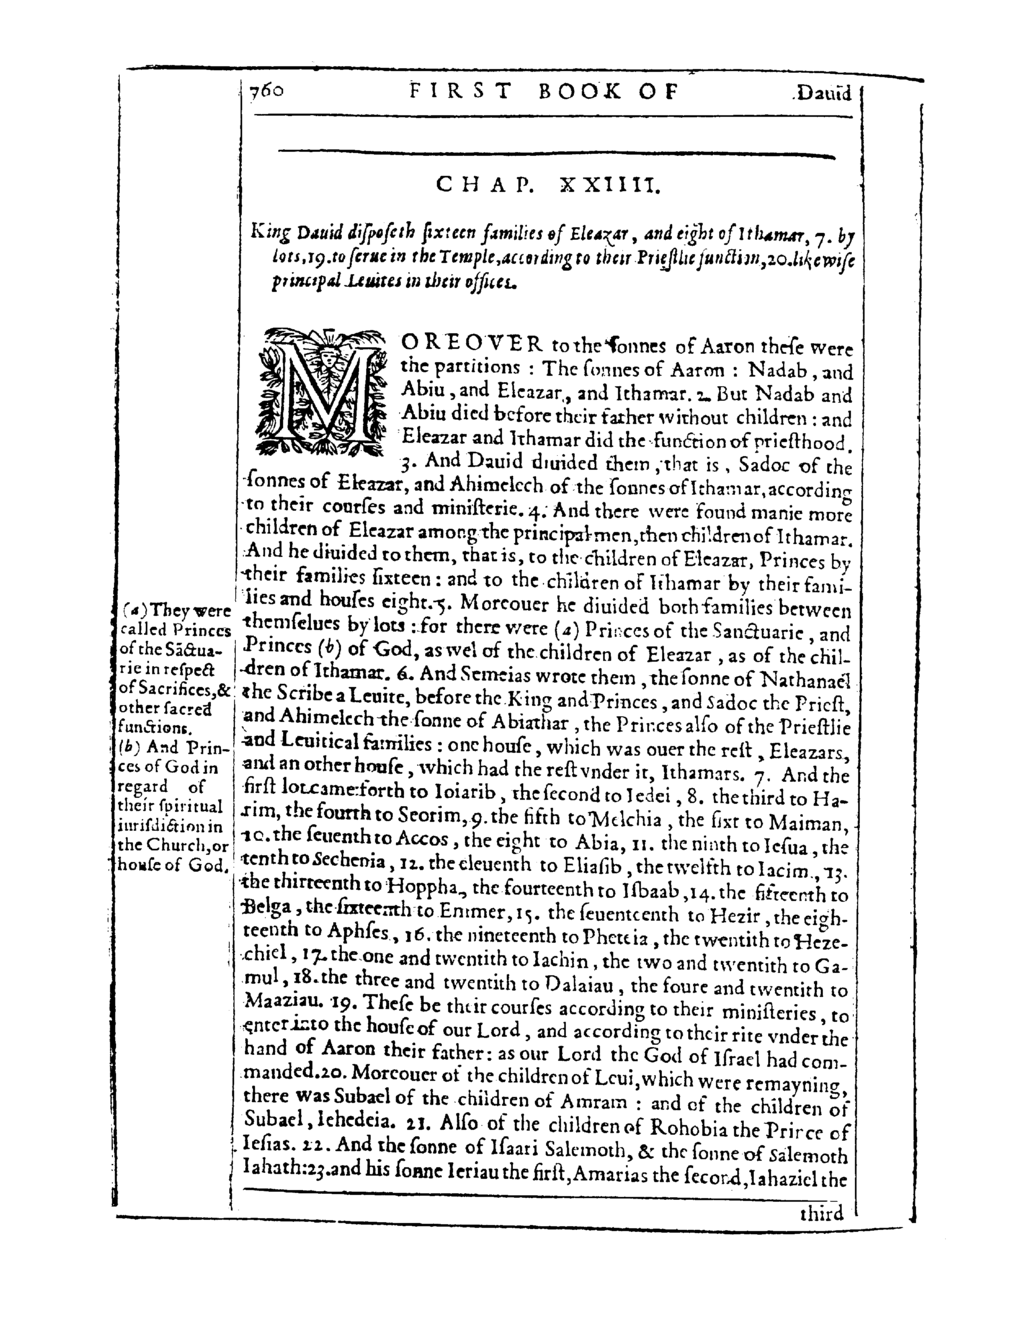 760 FIRST BOOK OF Dauid
CHAP. XXIIII.
King Dauid disposeth sixteen families of Eleazar, and eight of Ithamar, 7. by
lots, 19. to serue in the Temple, according to their Priestlie function, 20. likewise
principal Leuites in their offices.
MOREOVER to the sonnes of Aaron these were
the partitions : The sonnes of Aaron : Nadab, and
Abiu, and Eleazar, and Ithamar. 2. But Nadab and
Abiu died before their father without children : and
Eleazar and Ithamar did the function of priesthood.
3. And Dauid diuided them, that is, Sadoc of the
sonnes of Eleazar, and Ahimelech of the sonnes of Ithamar, according
to their courses and ministerie. 4. And there were found manie more
children of Eleazar among the principal men, then children of Ithamar.
And he diuided to them, that is, to the children of Eleazar, Princes by
their families sixteen : and to the children of Ithamar by their fami-
lies and houses eight. 5. Moreouer he diuided both families between
themselues by lots : for there were (a) Princes of the Sanctuarie, and
Princes (b) of God, as wel of the children of Eleazar, as of the chil-
dren of Ithamar. 6. And Semeias wrote them, the sonne of Nathanaël
the Scribe a Leuite, before the King and Princes, and Sadoc the Priest,
and Ahimelech the sonne of Abiathar, the Princes also of the Priestlie
and Leuitical families : one house, which was ouer the rest, Eleazars,
and an other house, which had the rest vnder it, Ithamars. 7. And the
first lot came forth to Ioiarib, the second to Iedei, 8. the third to Ha-
rim, the fourth to Seorim, 9. the fifth to Melchia, the sixt to Maiman,
10. the seuenth to Accos, the eight to Abia, 11. the ninth to Iesua, the
tenth to Sechenia, 12. the eleuenth to Eliasib, the twelfth to Iacim, 13.
the thirteenth to Hoppha, the fourteenth to Isbaab, 14. the fifteenth to
Belga, the sixteenth to Emmer, 15. the seuenteenth to Hezir, the eigh-
teenth to Aphses, 16. the nineteenth to Pheteia, the twentith to Heze-
chiel, 17. the one and twentith to Iachin, the two and twentith to Ga-
mul, 18. the three and twentith to Dalaiau, the foure and twentith to
Maaziau. 19. These be their courses according to their ministeries, to
enter into the house of our Lord, and according to their rite vnder the
hand of Aaron their father: as our Lord the God of Israel had com-
manded. 20. Moreouer of the children of Leui, which were remayning,
there was Subael of the children of Amram : and of the children of
Subael, Iehedeia. 21. Also of the children of Rohobia the Prince of
Iesias. 22. And the sonne of Isaari Salemoth, & the sonne of Salemoth
Iahath: 23. and his sonne Ieriau the first, Amarias the second, Iahaziel the
third
(a) They were
called Princes
of the Sāctua-
rie in respect
of Sacrifices, &
other sacred
functions.
(b) And Prin-
ces of God in
regard of
their spiritual
iurisdiction in
the Church, or
house of God.